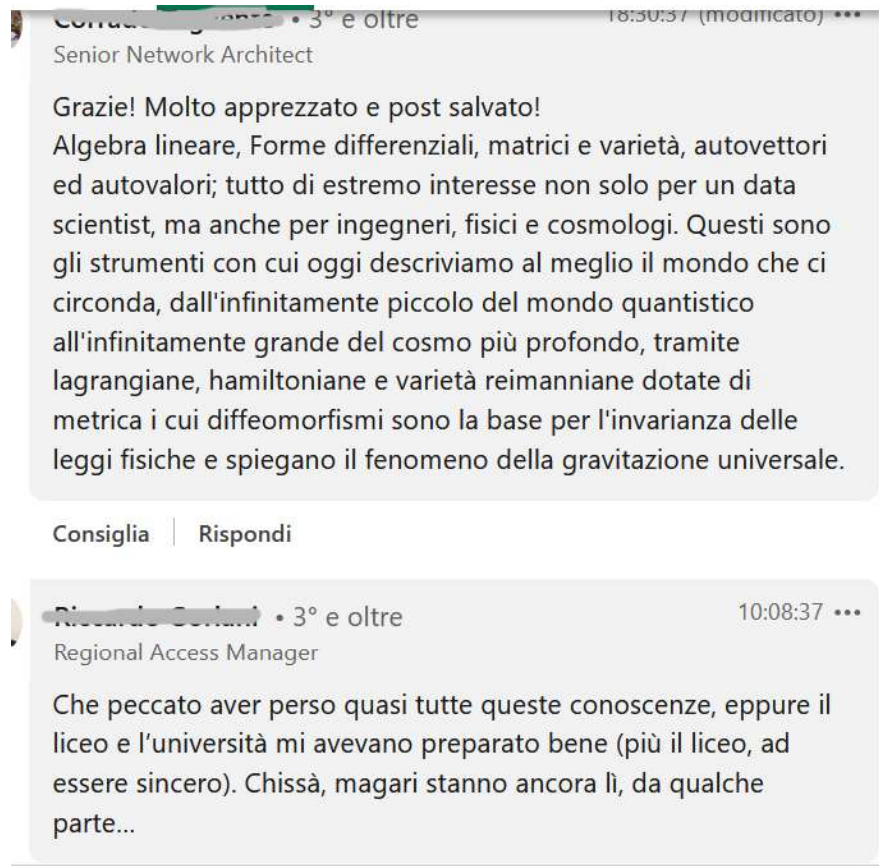 • 3° e oltre
18:30:37 (modificato) •••
Senior Network Architect
Grazie! Molto apprezzato e post salvato!
Algebra lineare, Forme differenziali, matrici e varietà, autovettori
ed autovalori; tutto di estremo interesse non solo per un data
scientist, ma anche per ingegneri, fisici e cosmologi. Questi sono
gli strumenti con cui oggi descriviamo al meglio il mondo che ci
circonda, dall'infinitamente piccolo del mondo quantistico
all'infinitamente grande del cosmo più profondo, tramite
lagrangiane, hamiltoniane e varietà reimanniane dotate di
metrica i cui diffeomorfismi sono la base per l'invarianza delle
leggi fisiche e spiegano il fenomeno della gravitazione universale.
Consiglia
Rispondi
• 3° e oltre
10:08:37 •••
Regional Access Manager
Che peccato aver perso quasi tutte queste conoscenze, eppure il
liceo e l’università mi avevano preparato bene (più il liceo, ad
essere sincero). Chissà, magari stanno ancora lì, da qualche
parte...